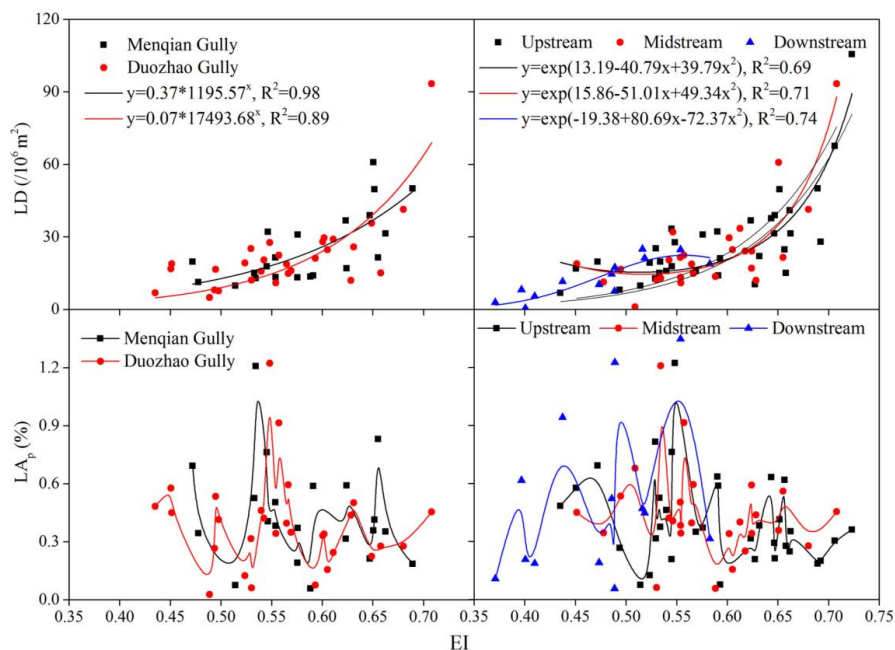 120
90
60
30
0
LD (/10⁶ m²)
Menqian Gully
Duozhao Gully
y=0.37*1195.57ˣ, R²=0.98
y=0.07*17493.68ˣ, R²=0.89
Upstream Midstream Downstream
y=exp(13.19-40.79x+39.79x²), R²=0.69
y=exp(15.86-51.01x+49.34x²), R²=0.71
y=exp(-19.38+80.69x-72.37x²), R²=0.74
1.2
0.9
0.6
0.3
0.0
LAₚ (%)
Menqian Gully
Duozhao Gully
Upstream Midstream Downstream
0.35 0.40 0.45 0.50 0.55 0.60 0.65 0.70 0.35 0.40 0.45 0.50 0.55 0.60 0.65 0.70 0.75
EI